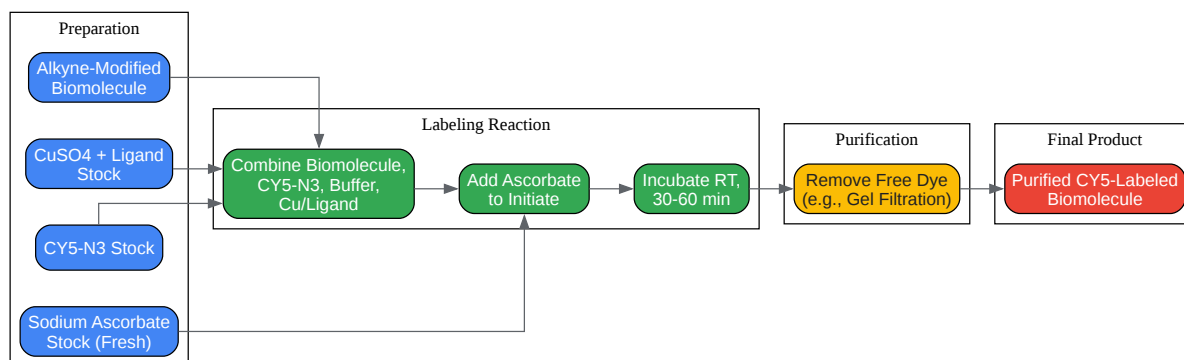 Preparation
Alkyne-Modified
Biomolecule
CuSO4 + Ligand
Stock
CY5-N3 Stock
Sodium Ascorbate
Stock (Fresh)
Labeling Reaction
Combine Biomolecule,
CY5-N3, Buffer,
Cu/Ligand
Add Ascorbate
to Initiate
Incubate RT,
30-60 min
Purification
Remove Free Dye
(e.g., Gel Filtration)
Final Product
Purified CY5-Labeled
Biomolecule